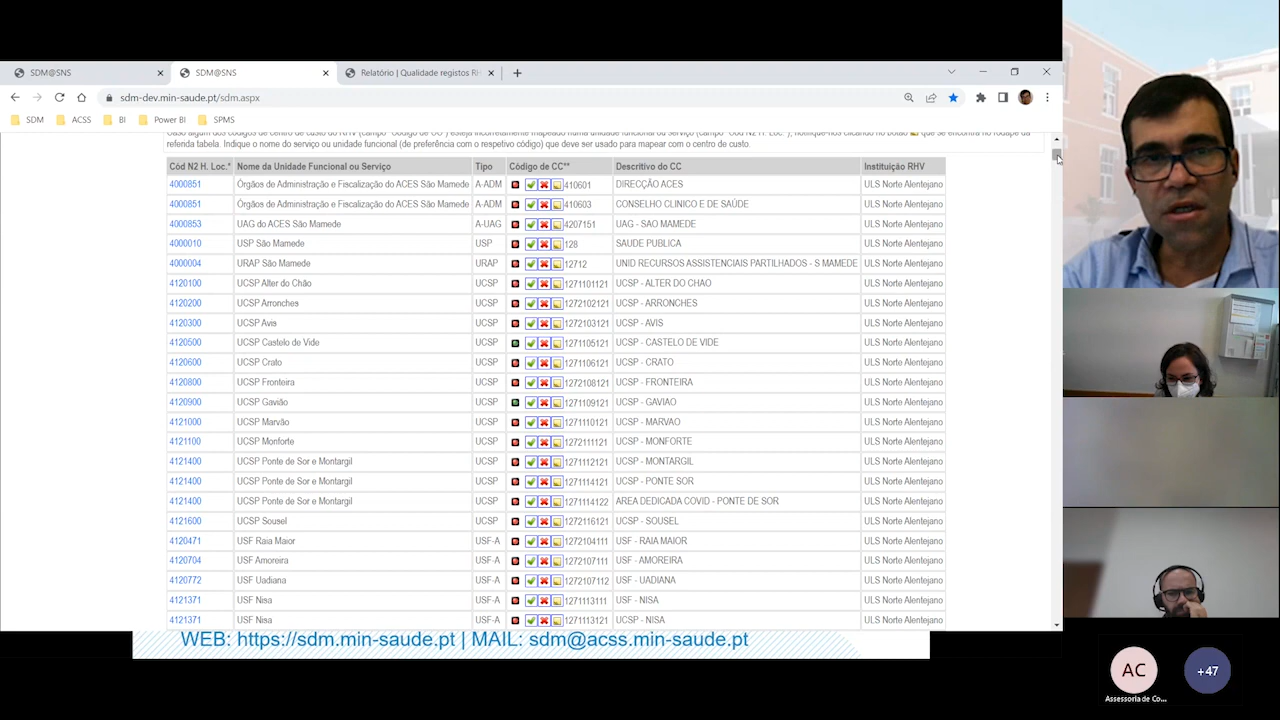 SDM@SNS
SDM@SNS
Relatório | Qualidade registos RH
sdm-dev.min-saude.pt/sdm.aspx
SDM ACSS BI Power BI SPMS
referida tabela. Indique o nome do serviço ou unidade funcional (de preferência com o respetivo código) que deve ser usado para mapear com o centro de custo.
Cód N2 H. Loc.* Nome da Unidade Funcional ou Serviço Tipo Código de CC** Descritivo do CC Instituição RHV
4000851 Órgãos de Administração e Fiscalização do ACES São Mamede A-ADM 410601 DIRECÇÃO ACES ULS Norte Alentejano
4000851 Órgãos de Administração e Fiscalização do ACES São Mamede A-ADM 410603 CONSELHO CLINICO E DE SAÚDE ULS Norte Alentejano
4000853 UAG do ACES São Mamede A-UAG 4207151 UAG - SAO MAMEDE ULS Norte Alentejano
4000010 USP São Mamede USP 128 SAUDE PUBLICA ULS Norte Alentejano
4000004 URAP São Mamede URAP 12712 UNID RECURSOS ASSISTENCIAIS PARTILHADOS - S MAMEDE ULS Norte Alentejano
4120100 UCSP Alter do Chão UCSP 1271101121 UCSP - ALTER DO CHAO ULS Norte Alentejano
4120200 UCSP Arronches UCSP 1272102121 UCSP - ARRONCHES ULS Norte Alentejano
4120300 UCSP Avis UCSP 1272103121 UCSP - AVIS ULS Norte Alentejano
4120500 UCSP Castelo de Vide UCSP 1271105121 UCSP - CASTELO DE VIDE ULS Norte Alentejano
4120600 UCSP Crato UCSP 1271106121 UCSP - CRATO ULS Norte Alentejano
4120800 UCSP Fronteira UCSP 1272108121 UCSP - FRONTEIRA ULS Norte Alentejano
4120900 UCSP Gavião UCSP 1271109121 UCSP - GAVIAO ULS Norte Alentejano
4121000 UCSP Marvão UCSP 1271110121 UCSP - MARVAO ULS Norte Alentejano
4121100 UCSP Monforte UCSP 1272111121 UCSP - MONFORTE ULS Norte Alentejano
4121400 UCSP Ponte de Sor e Montargil UCSP 1271112121 UCSP - MONTARGIL ULS Norte Alentejano
4121400 UCSP Ponte de Sor e Montargil UCSP 1271114121 UCSP - PONTE SOR ULS Norte Alentejano
4121400 UCSP Ponte de Sor e Montargil UCSP 1271114122 AREA DEDICADA COVID - PONTE DE SOR ULS Norte Alentejano
4121600 UCSP Sousel UCSP 1272116121 UCSP - SOUSEL ULS Norte Alentejano
4120471 USF Raia Maior USF-A 1272104111 USF - RAIA MAIOR ULS Norte Alentejano
4120704 USF Amoreira USF-A 1272107111 USF - AMOREIRA ULS Norte Alentejano
4120772 USF Uadiana USF-A 1272107112 USF - UADIANA ULS Norte Alentejano
4121371 USF Nisa USF-A 1271113111 USF - NISA ULS Norte Alentejano
4121371 USF Nisa USF-A 1271113121 UCSP - NISA ULS Norte Alentejano
WEB: https://sdm.min-saude.pt | MAIL: sdm@acss.min-saude.pt
AC +47
Assessoria de Co...